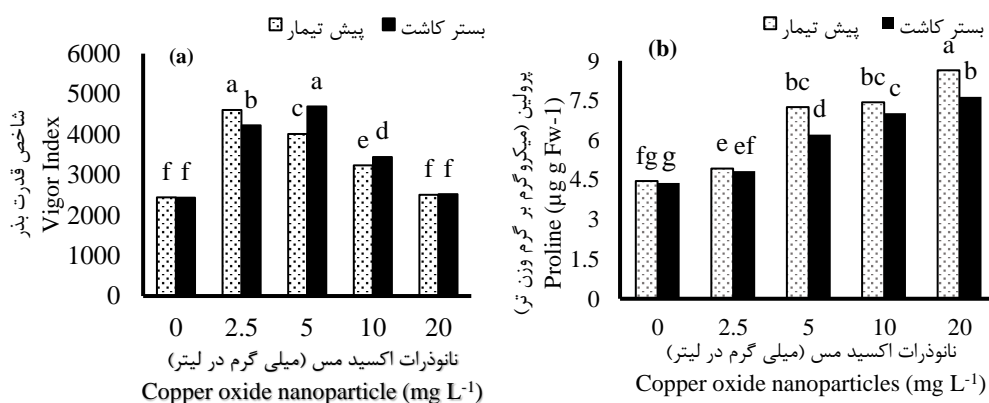 پیش تیمار بستر کاشت
(a)
6000
5000
4000
3000
2000
1000
0
شاخص قدرت بذر
Vigor Index
f f a b c a e d f f
0 2.5 5 10 20
نانوذرات اکسید مس (میلی گرم در لیتر)
Copper oxide nanoparticle (mg L-1)
پیش تیمار بستر کاشت
(b)
9
7.5
6
4.5
3
1.5
0
پرولین (میکروگرم بر گرم وزن تر)
Proline (µg g Fw-1)
fg g e ef bc d bc c a b
0 2.5 5 10 20
نانوذرات اکسید مس (میلی گرم در لیتر)
Copper oxide nanoparticles (mg L-1)